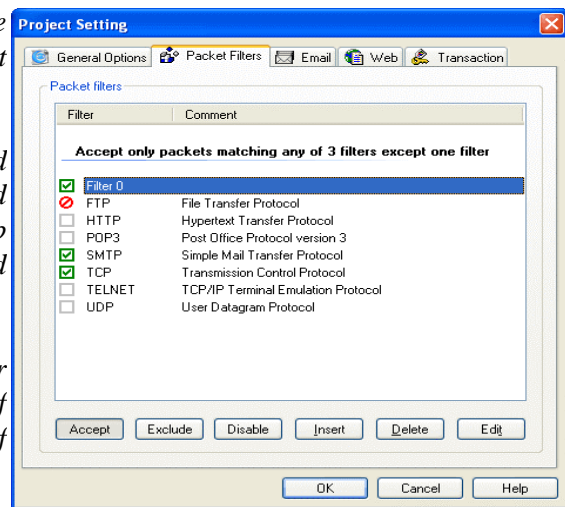 Project Setting
General Options Packet Filters Email Web Transaction
Packet filters
Filter Comment
Accept only packets matching any of 3 filters except one filter
Filter 0
FTP File Transfer Protocol
HTTP Hypertext Transfer Protocol
POP3 Post Office Protocol version 3
SMTP Simple Mail Transfer Protocol
TCP Transmission Control Protocol
TELNET TCP/IP Terminal Emulation Protocol
UDP User Datagram Protocol
Accept Exclude Disable Insert Delete Edit
OK Cancel Help